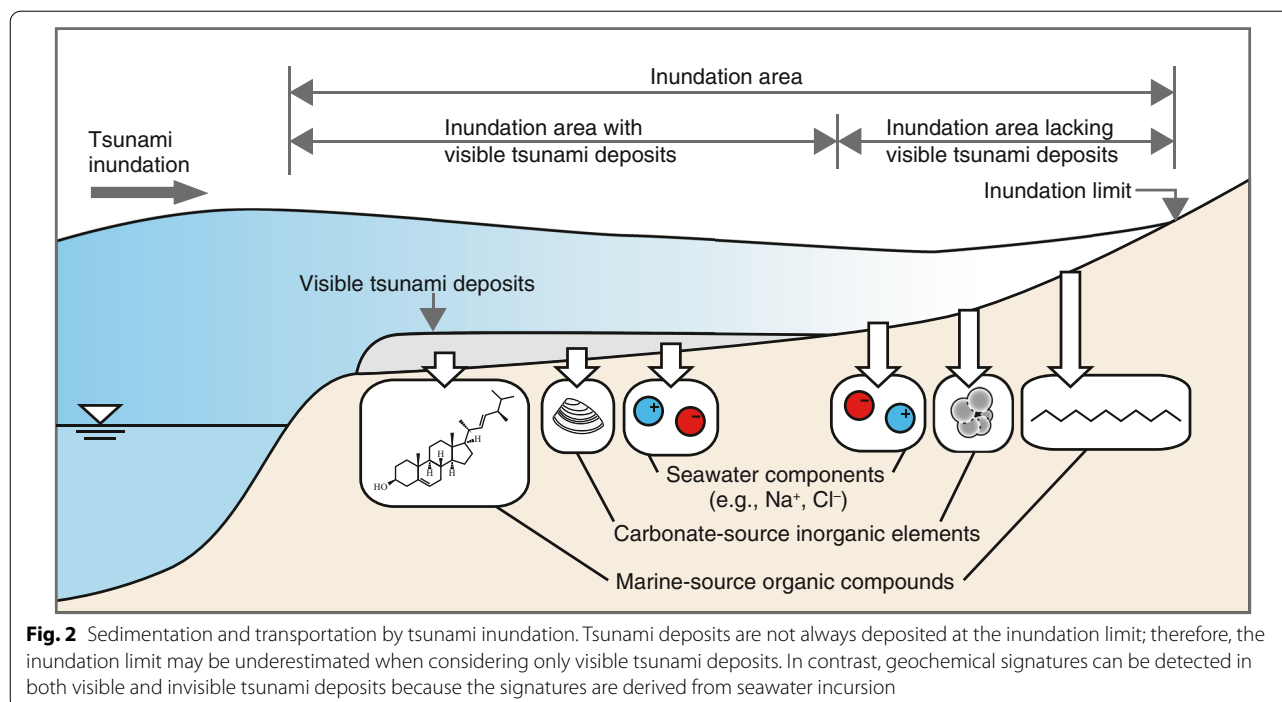 Inundation area
Inundation area with
visible tsunami deposits
Inundation area lacking
visible tsunami deposits
Tsunami
inundation
Inundation limit
Visible tsunami deposits
H
H
H
H
HO
+
−
−
+
Seawater components
(e.g., Na⁺, Cl⁻)
Carbonate-source inorganic elements
Marine-source organic compounds
Fig. 2 Sedimentation and transportation by tsunami inundation. Tsunami deposits are not always deposited at the inundation limit; therefore, the
inundation limit may be underestimated when considering only visible tsunami deposits. In contrast, geochemical signatures can be detected in
both visible and invisible tsunami deposits because the signatures are derived from seawater incursion